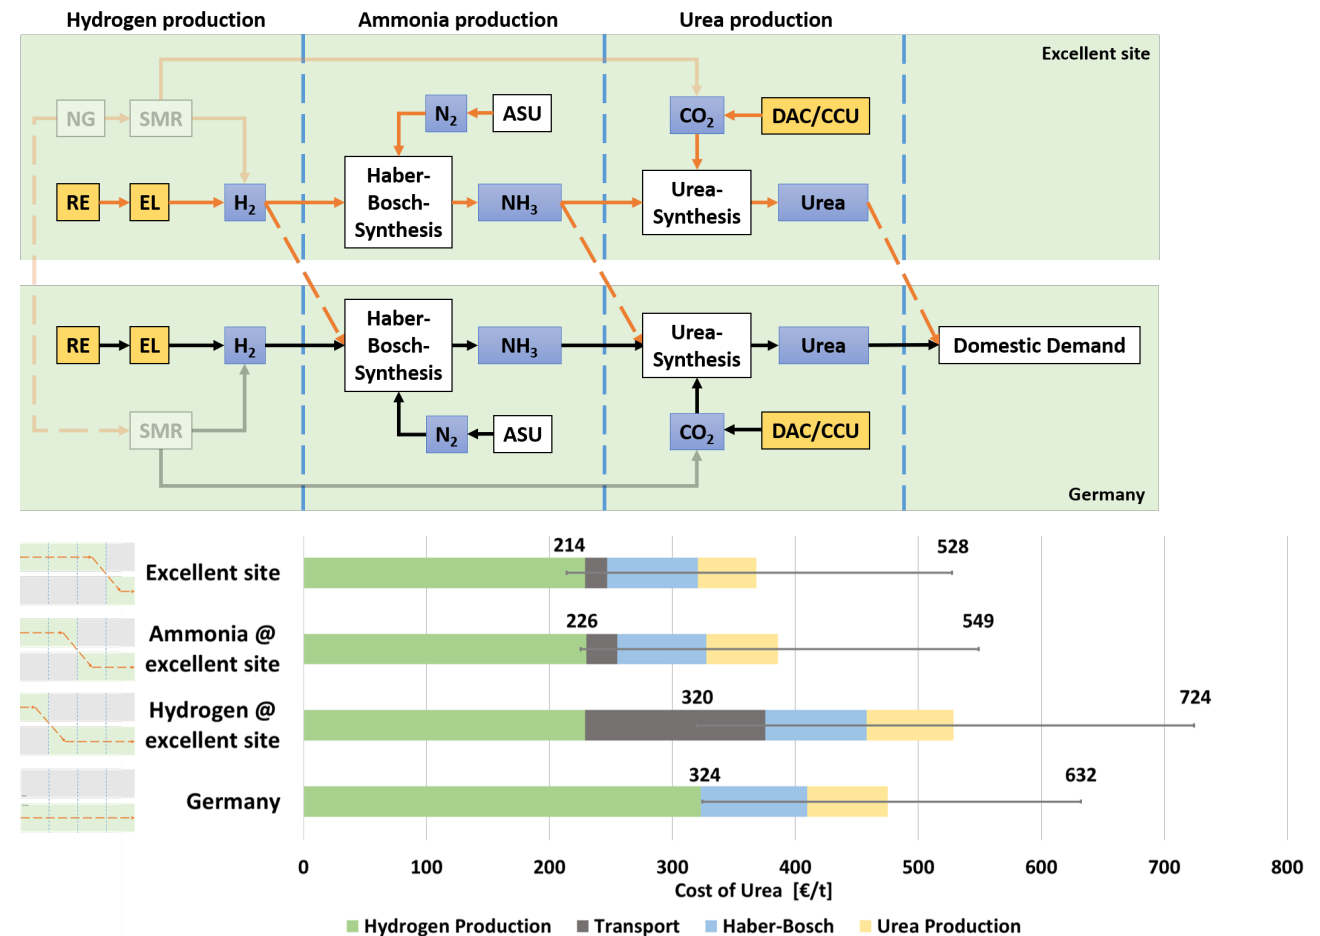 Hydrogen production
Ammonia production
Urea production
Excellent site
NG
SMR
N2
ASU
CO2
DAC/CCU
RE
EL
H2
Haber-
Bosch-
Synthesis
NH3
Urea-
Synthesis
Urea
RE
EL
H2
Haber-
Bosch-
Synthesis
NH3
Urea-
Synthesis
Urea
Domestic Demand
SMR
N2
ASU
CO2
DAC/CCU
Germany
214
528
Excellent site
226
549
Ammonia @
excellent site
320
724
Hydrogen @
excellent site
324
632
Germany
0 100 200 300 400 500 600 700 800
Cost of Urea [€/t]
Hydrogen Production Transport Haber-Bosch Urea Production